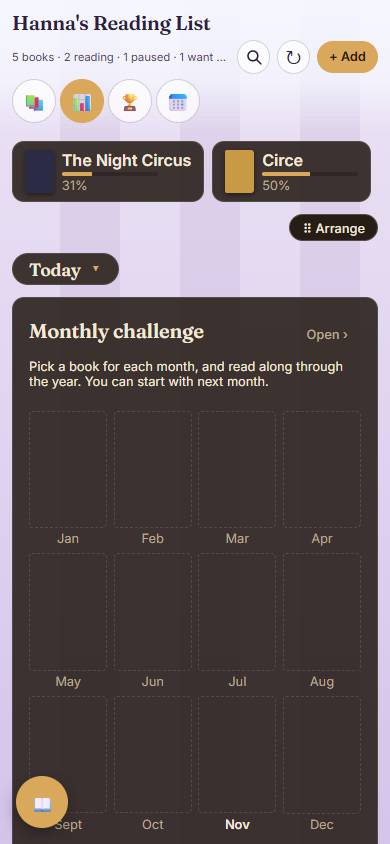 Hanna's Reading List
5 books · 2 reading · 1 paused · 1 want ...
+ Add
The Night Circus
31%
Circe
50%
Arrange
Today
Monthly challenge
Open ›
Pick a book for each month, and read along through
the year. You can start with next month.
Jan Feb Mar Apr
May Jun Jul Aug
Sept Oct Nov Dec